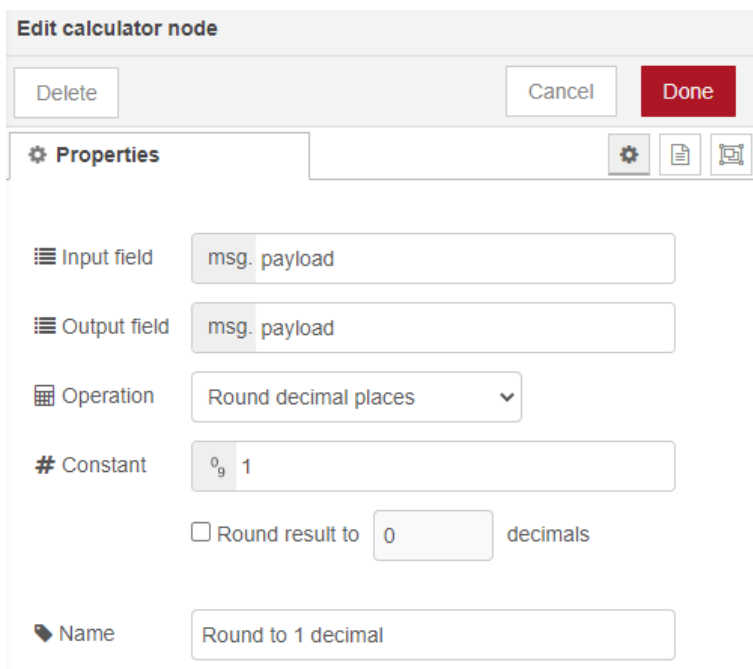 Edit calculator node
Delete Cancel Done
Properties
Input field msg. payload
Output field msg. payload
Operation Round decimal places
# Constant 0 9 1
Round result to 0 decimals
Name Round to 1 decimal